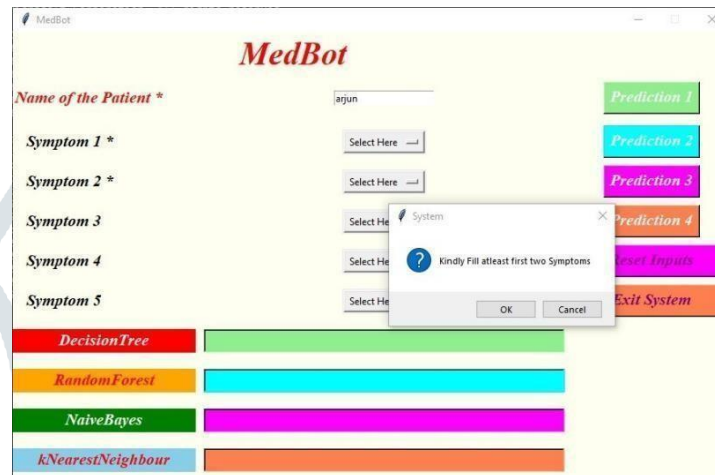 MedBot
MedBot
Name of the Patient *
arjun
Prediction 1
Symptom 1 *
Select Here
Prediction 2
Symptom 2 *
Select Here
Prediction 3
Symptom 3
Select He
System
Prediction 4
Kindly Fill atleast first two Symptoms
Symptom 4
Select He
Reset Inputs
Symptom 5
Select He
OK
Cancel
Exit System
DecisionTree
RandomForest
NaiveBayes
kNearestNeighbour